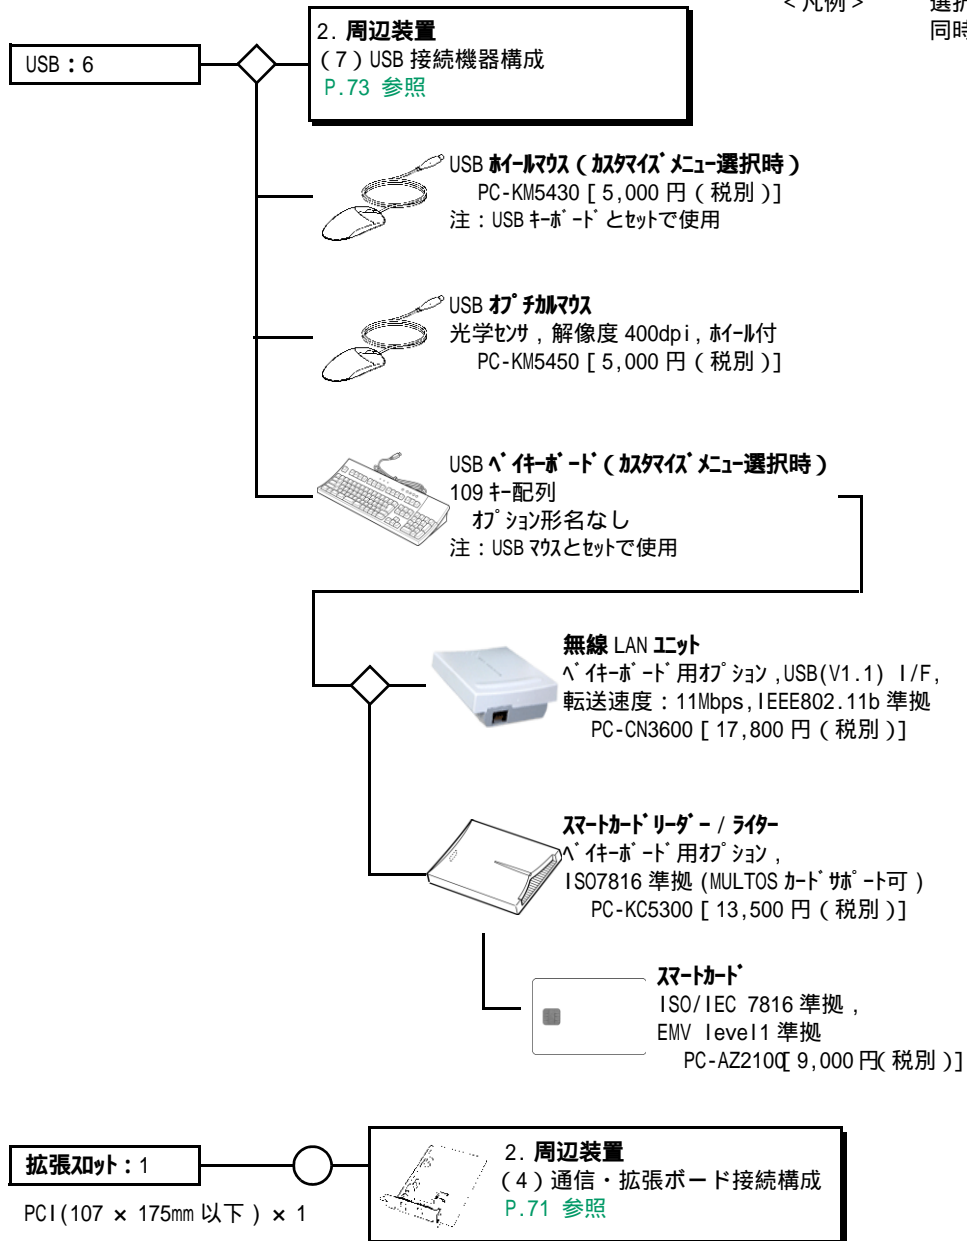 <凡例>
選択
同時
2. 周辺装置
USB:6
(7)USB 接続機器構成
P.73 参照
USB ホイールマウス(カスタマイズメニュー選択時)
PC-KM5430[5,000 円(税別)]
注:USB キーボードとセットで使用
USB オプチカルマウス
光学センサ,解像度 400dpi,ホイール付
PC-KM5450[5,000 円(税別)]
USB ベイキーボード(カスタマイズメニュー選択時)
109 キー配列
オプション形名なし
注:USB マウスとセットで使用
無線 LAN ユニット
ベイキーボード用オプション,USB(V1.1) I/F,
転送速度:11Mbps,IEEE802.11b 準拠
PC-CN3600[17,800 円(税別)]
スマートカードリーダー/ライター
ベイキーボード用オプション,
ISO7816 準拠(MULTOS カードサポート可)
PC-KC5300[13,500 円(税別)]
スマートカード
ISO/IEC 7816 準拠,
EMV level1 準拠
PC-AZ2100[9,000 円(税別)]
拡張スロット:1
2. 周辺装置
(4)通信・拡張ボード接続構成
P.71 参照
PCI(107 × 175mm 以下)× 1